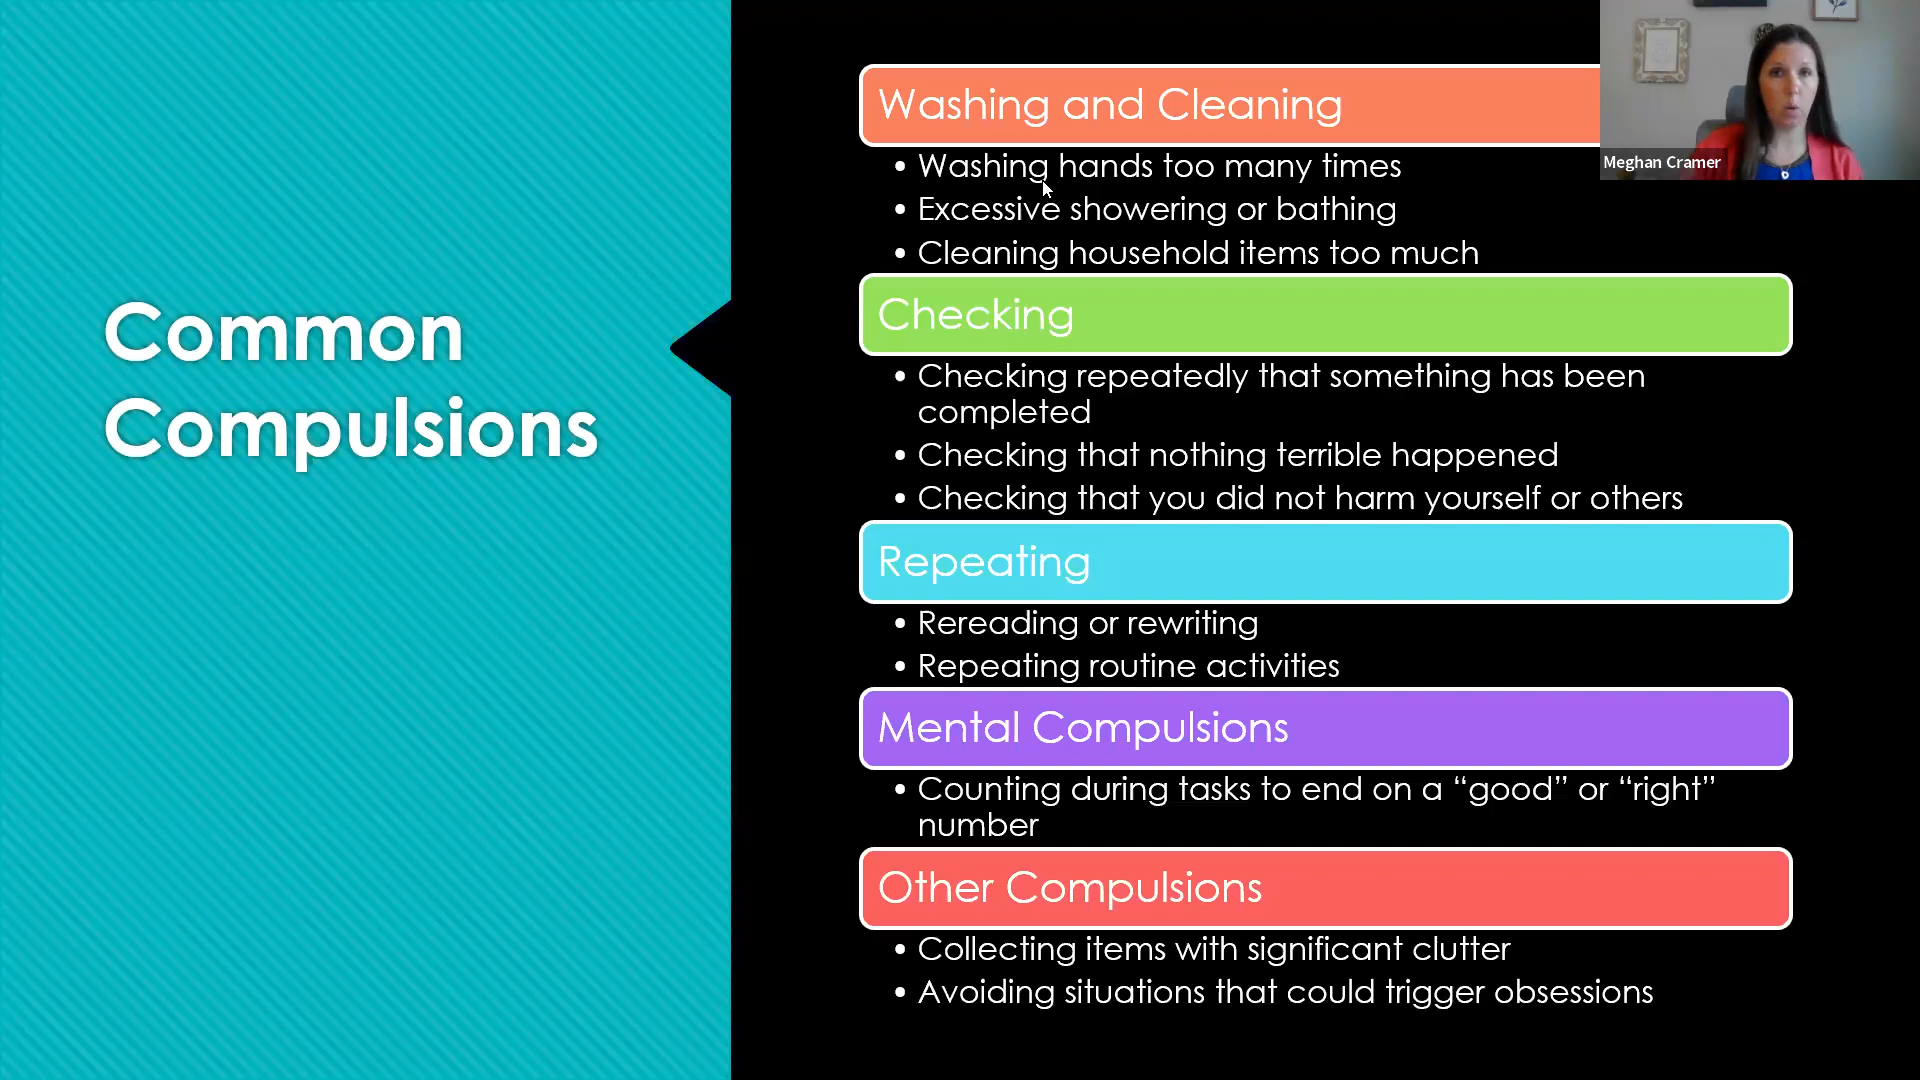 Common
Compulsions
Washing and Cleaning
• Washing hands too many times
• Excessive showering or bathing
• Cleaning household items too much
Checking
• Checking repeatedly that something has been
completed
• Checking that nothing terrible happened
• Checking that you did not harm yourself or others
Repeating
• Rereading or rewriting
• Repeating routine activities
Mental Compulsions
• Counting during tasks to end on a “good” or “right”
number
Other Compulsions
• Collecting items with significant clutter
• Avoiding situations that could trigger obsessions
Meghan Cramer